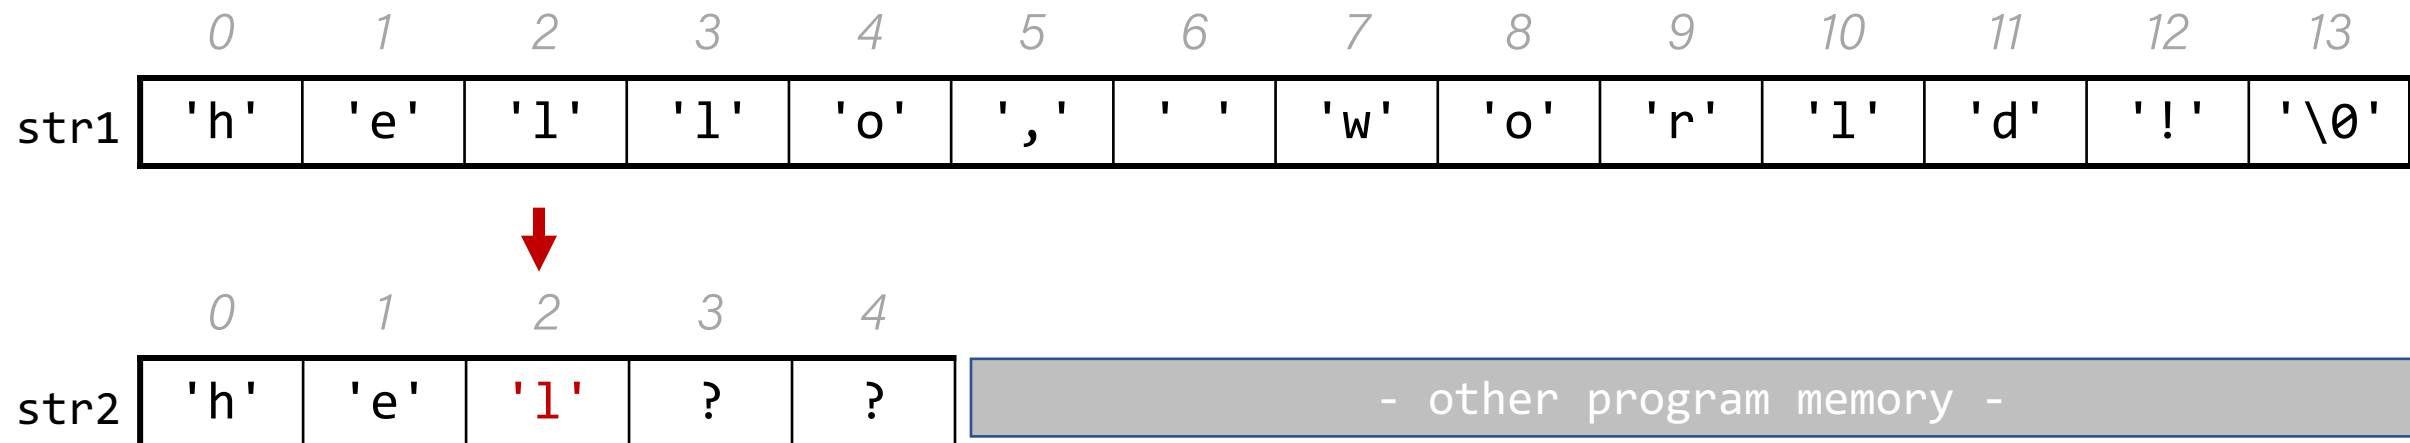 0 1 2 3 4 5 6 7 8 9 10 11 12 13
str1 'h' 'e' 'l' 'l' 'o' ',' ' ' 'w' 'o' 'r' 'l' 'd' '!' '\0'
0 1 2 3 4
str2 'h' 'e' 'l' ? ? - other program memory -